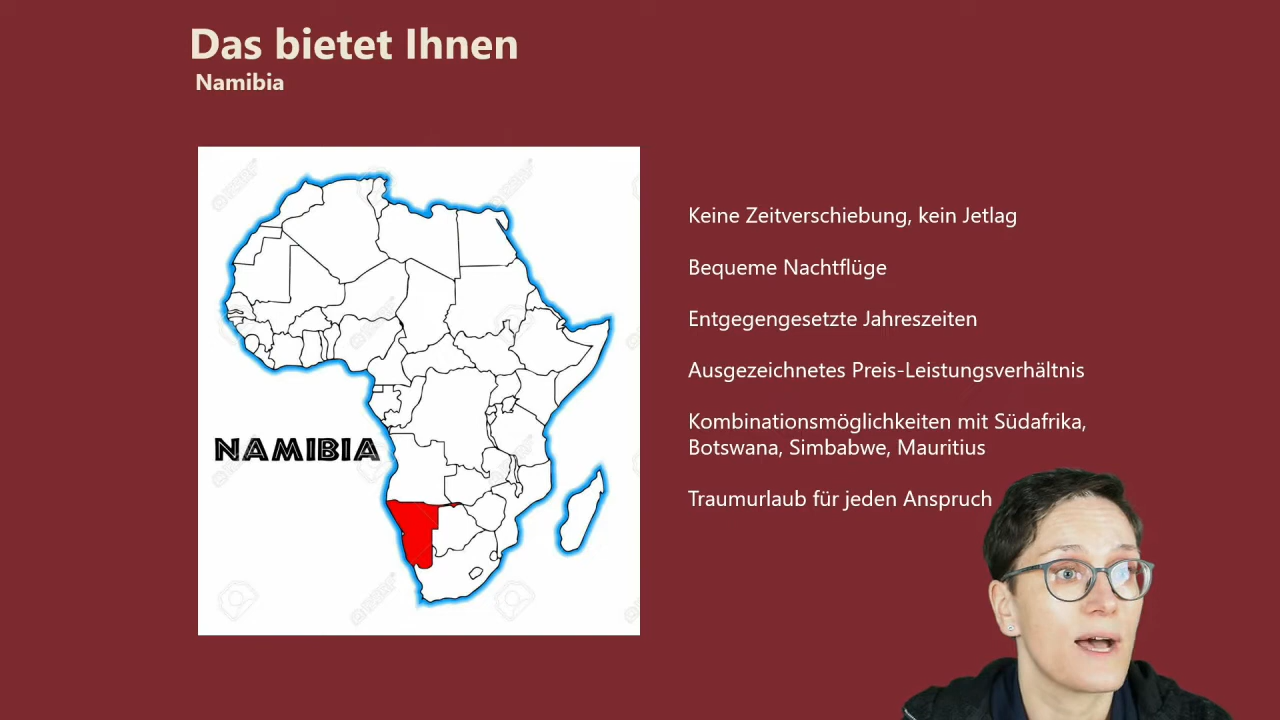 Das bietet Ihnen
Namibia
NAMIBIA
Keine Zeitverschiebung, kein Jetlag
Bequeme Nachtflüge
Entgegengesetzte Jahreszeiten
Ausgezeichnetes Preis-Leistungsverhältnis
Kombinationsmöglichkeiten mit Südafrika,
Botswana, Simbabwe, Mauritius
Traumurlaub für jeden Anspruch